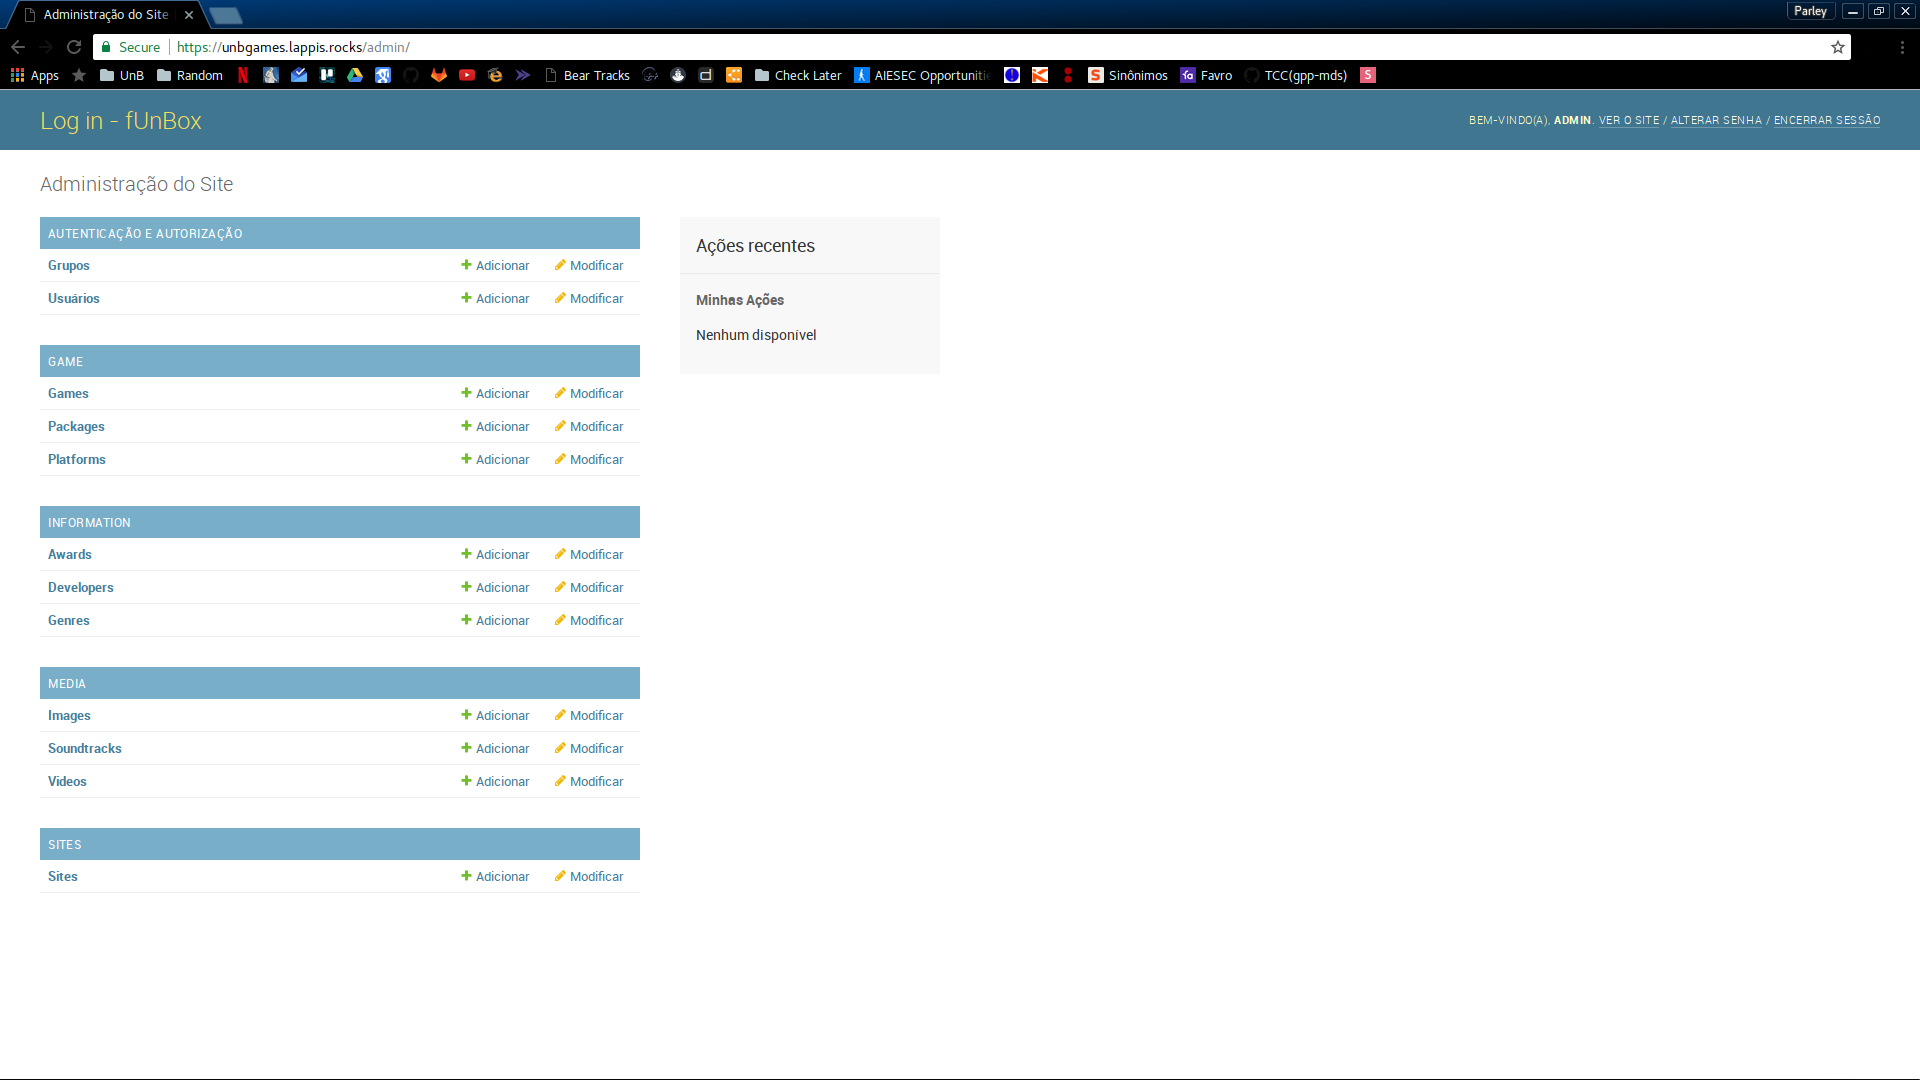 Administração do Site
Parley
Secure https://unbgames.lappis.rocks/admin/
Apps UnB Random Bear Tracks Check Later AIESEC Opportuniti Sinônimos Favro TCC(gpp-mds)
Log in - fUnBox
BEM-VINDO(A), ADMIN. VER O SITE / ALTERAR SENHA / ENCERRAR SESSÃO
Administração do Site
AUTENTICAÇÃO E AUTORIZAÇÃO
Grupos Adicionar Modificar
Usuários Adicionar Modificar
GAME
Games Adicionar Modificar
Packages Adicionar Modificar
Platforms Adicionar Modificar
INFORMATION
Awards Adicionar Modificar
Developers Adicionar Modificar
Genres Adicionar Modificar
MEDIA
Images Adicionar Modificar
Soundtracks Adicionar Modificar
Videos Adicionar Modificar
SITES
Sites Adicionar Modificar
Ações recentes
Minhas Ações
Nenhum disponível